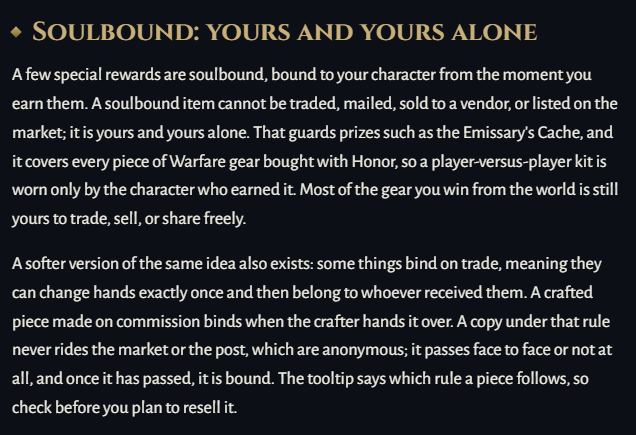 SOULBOUND: YOURS AND YOURS ALONE
A few special rewards are soulbound, bound to your character from the moment you
earn them. A soulbound item cannot be traded, mailed, sold to a vendor, or listed on the
market; it is yours and yours alone. That guards prizes such as the Emissary's Cache, and
it covers every piece of Warfare gear bought with Honor, so a player-versus-player kit is
worn only by the character who earned it. Most of the gear you win from the world is still
yours to trade, sell, or share freely.
A softer version of the same idea also exists: some things bind on trade, meaning they
can change hands exactly once and then belong to whoever received them. A crafted
piece made on commission binds when the crafter hands it over. A copy under that rule
never rides the market or the post, which are anonymous; it passes face to face or not at
all, and once it has passed, it is bound. The tooltip says which rule a piece follows, so
check before you plan to resell it.